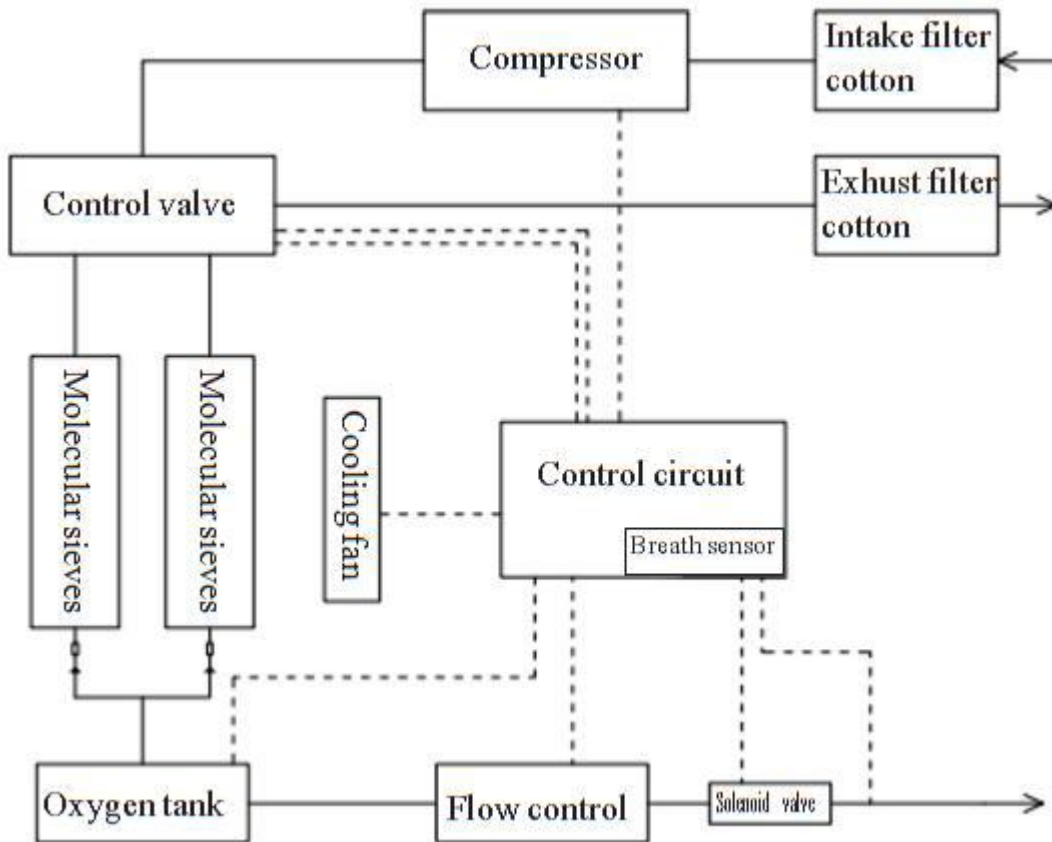 Compressor
Intake filter
cotton
Control valve
Exhust filter
cotton
Molecular sieves
Molecular sieves
Cooling fan
Control circuit
Breath sensor
Oxygen tank
Flow control
Solenoid valve